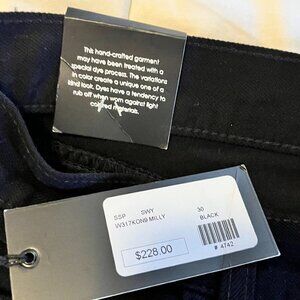 This hand-crafted garment
may have been treated with a
special dye process. The variations
in color create a unique one of a
kind look. Dyes have a tendency to
rub off when worn against light
colored materials.
SSP SWY 30
W317KON9 MILLY BLACK
$228.00
# 4742